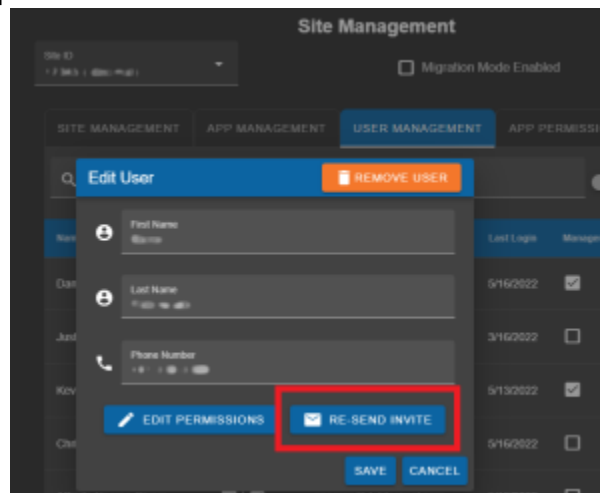 Site Management
Site ID
Migration Mode Enabled
SITE MANAGEMENT APP MANAGEMENT USER MANAGEMENT APP
Edit User REMOVE USER
First Name
Last Login
Last Name
5/16/2022
3/16/2022
Phone Number
5/13/2022
EDIT PERMISSIONS RE-SEND INVITE
5/16/2022
SAVE CANCEL